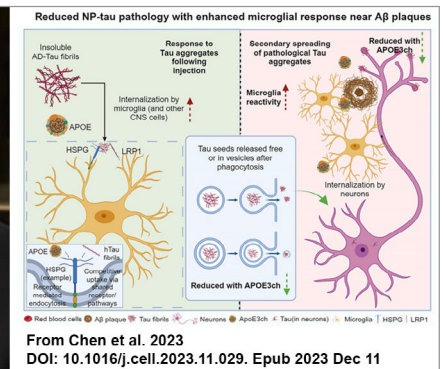 Reduced NP-tau pathology with enhanced microglial response near Aβ plaques
Insoluble
AD-Tau fibrils
APOE
Response to
Tau aggregates
following
injection
Internalization by
microglia (and other
CNS cells)
HSPG
LRP1
APOE
hTau
fibrils
HSPG
(example)
Receptor
mediated
endocytosis
Competitive
uptake via
shared
receptor/
pathways
Tau seeds released free
or in vesicles after
phagocytosis
Reduced with APOE3ch
Secondary spreading
of pathological Tau
aggregates
Reduced with
APOE3ch
Microglia
reactivity
Internalization by
neurons
Red blood cells Aβ plaque Tau fibrils Neurons ApoE3ch Tau(in neurons) Microglia HSPG LRP1
From Chen et al. 2023
DOI: 10.1016/j.cell.2023.11.029. Epub 2023 Dec 11